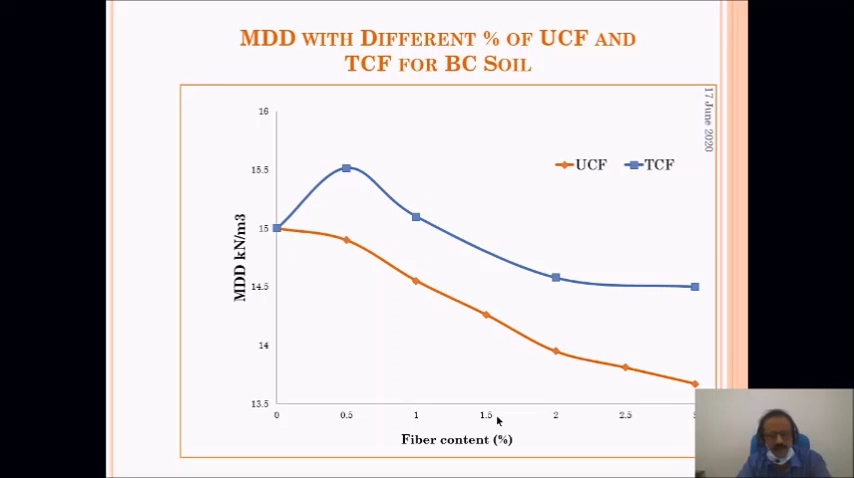 MDD WITH DIFFERENT % OF UCF AND
TCF FOR BC SOIL
17 June 2020
16
15.5
15
14.5
14
13.5
MDD kN/m3
UCF
TCF
0
0.5
1
1.5
2
2.5
Fiber content (%)